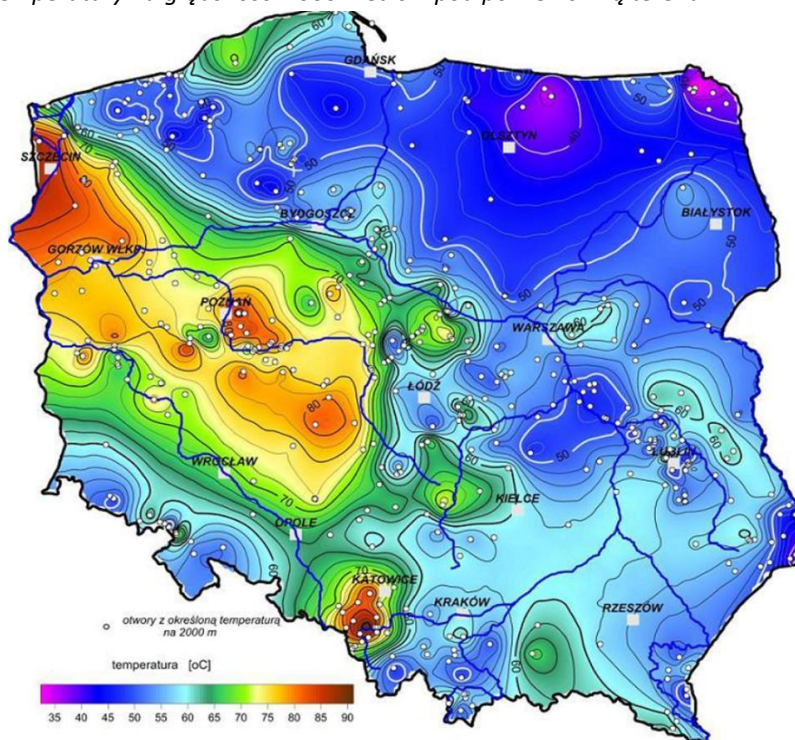 GDAŃSK
OLSZTYN
SZCZECIN
BYDGOSZCZ
BIAŁYSTOK
GORZÓW WLKP.
POZNAŃ
WARSZAWA
ŁÓDŹ
WROCŁAW
LUBLIN
KIELCE
OPOLE
KATOWICE
KRAKÓW
RZESZÓW
otwory z określoną temperaturą
na 2000 m
temperatura [oC]
35 40 45 50 55 60 65 70 75 80 85 90